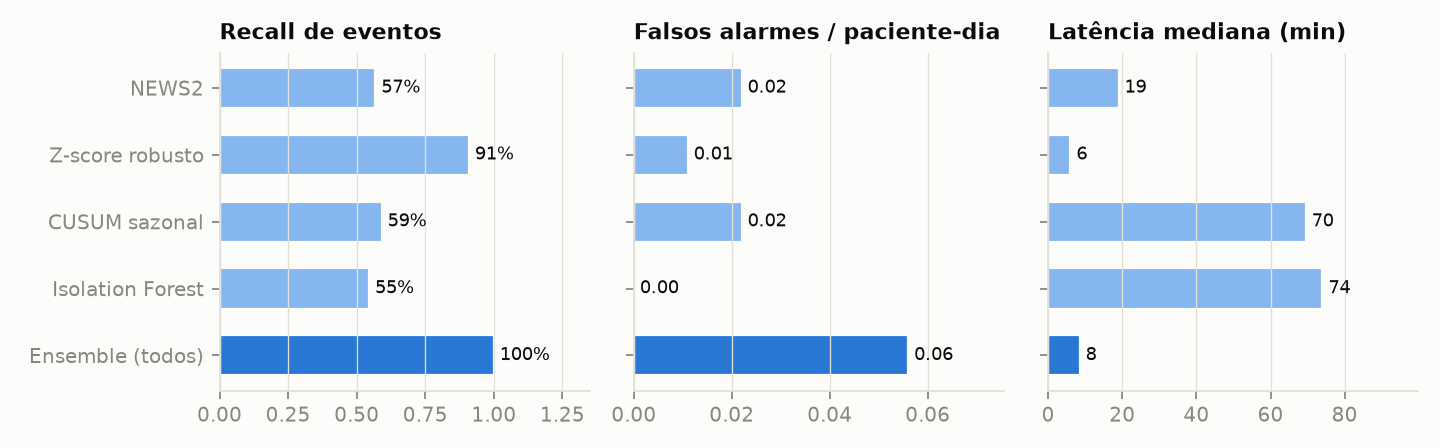 Recall de eventos
Falsos alarmes / paciente-dia
Latência mediana (min)
NEWS2
57%
0.02
19
Z-score robusto
91%
0.01
6
CUSUM sazonal
59%
0.02
70
Isolation Forest
55%
0.00
74
Ensemble (todos)
100%
0.06
8
0.00 0.25 0.50 0.75 1.00 1.25
0.00 0.02 0.04 0.06
0 20 40 60 80